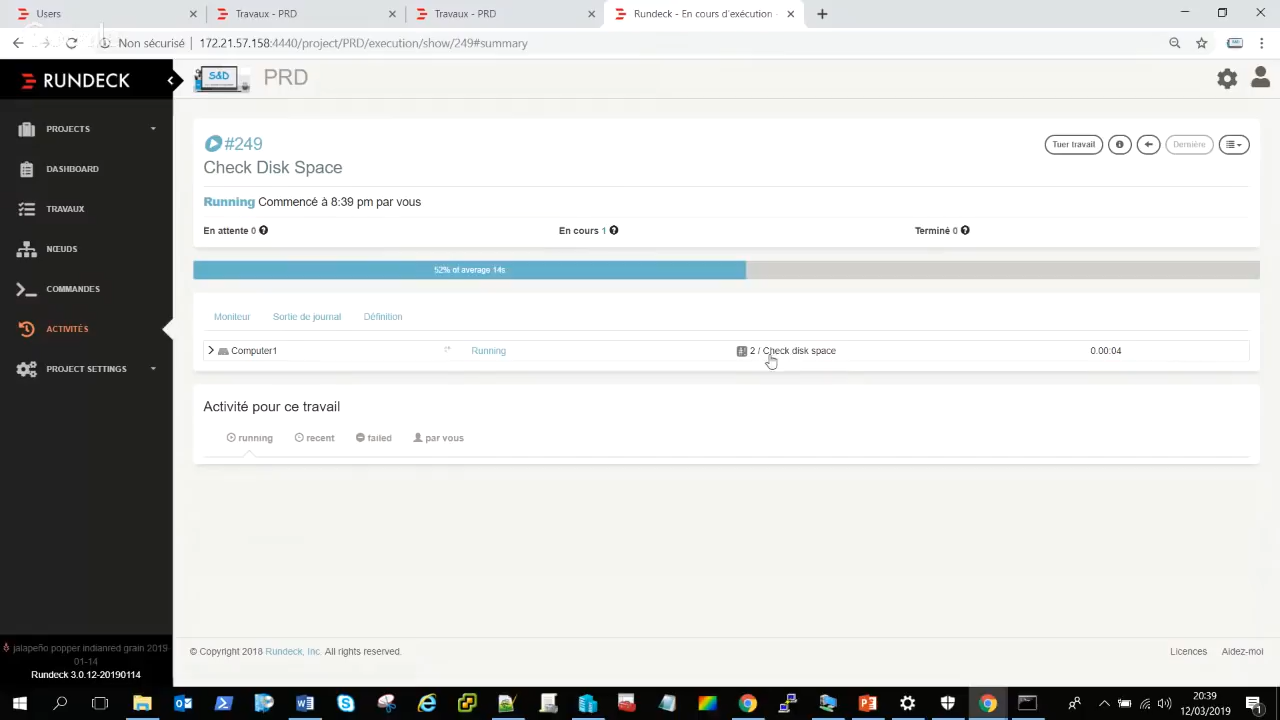 Users
Travaux - PRD
Travaux - PRD
Rundeck - En cours d'exécution
Non sécurisé
172.21.57.158:4440/project/PRD/execution/show/249#summary
RUNDECK
S&D
PRD
PROJECTS
DASHBOARD
TRAVAUX
NŒUDS
COMMANDES
ACTIVITÉS
PROJECT SETTINGS
#249
Check Disk Space
Tuer travail
Dernière
Running Commencé à 8:39 pm par vous
En attente 0
En cours 1
Terminé 0
52% of average 14s
Moniteur
Sortie de journal
Définition
Computer1
Running
2 / Check disk space
0.00:04
Activité pour ce travail
running
recent
failed
par vous
jalapeño popper indianred grain 2019-
01-14
Rundeck 3.0.12-20190114
© Copyright 2018 Rundeck, Inc. All rights reserved.
Licences
Aidez-moi
20:39
12/03/2019